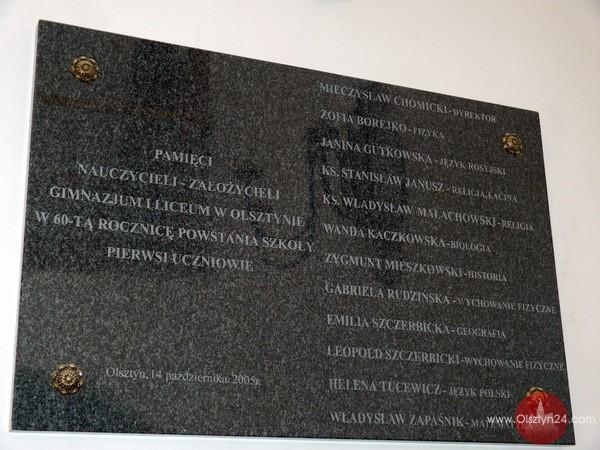 PAMIĘCI
NAUCZYCIELI - ZAŁOŻYCIELI
GIMNAZJUM I LICEUM W OLSZTYNIE
W 60-TĄ ROCZNICĘ POWSTANIA SZKOŁY
PIERWSI UCZNIOWIE
Olsztyn, 14 października 2005r.
MIECZYSŁAW CHOMICKI - DYREKTOR
ZOFIA BOREJKO - FIZYKA
JANINA GUTKOWSKA - JĘZYK ROSYJSKI
KS. STANISŁAW JANUSZ - RELIGIA, ŁACINA
KS. WŁADYSŁAW MALACHOWSKI - RELIGIA
WANDA KACZKOWSKA - BIOLOGIA
ZYGMUNT MIESZKOWSKI - HISTORIA
GABRIELA RUDZIŃSKA - WYCHOWANIE FIZYCZNE
EMILIA SZCZERBICKA - GEOGRAFIA
LEOPOLD SZCZERBICKI - WYCHOWANIE FIZYCZNE
HELENA TUCEWICZ - JĘZYK POLSKI
WŁADYSŁAW ZAPAŚNIK -
www.Olsztyn24.com